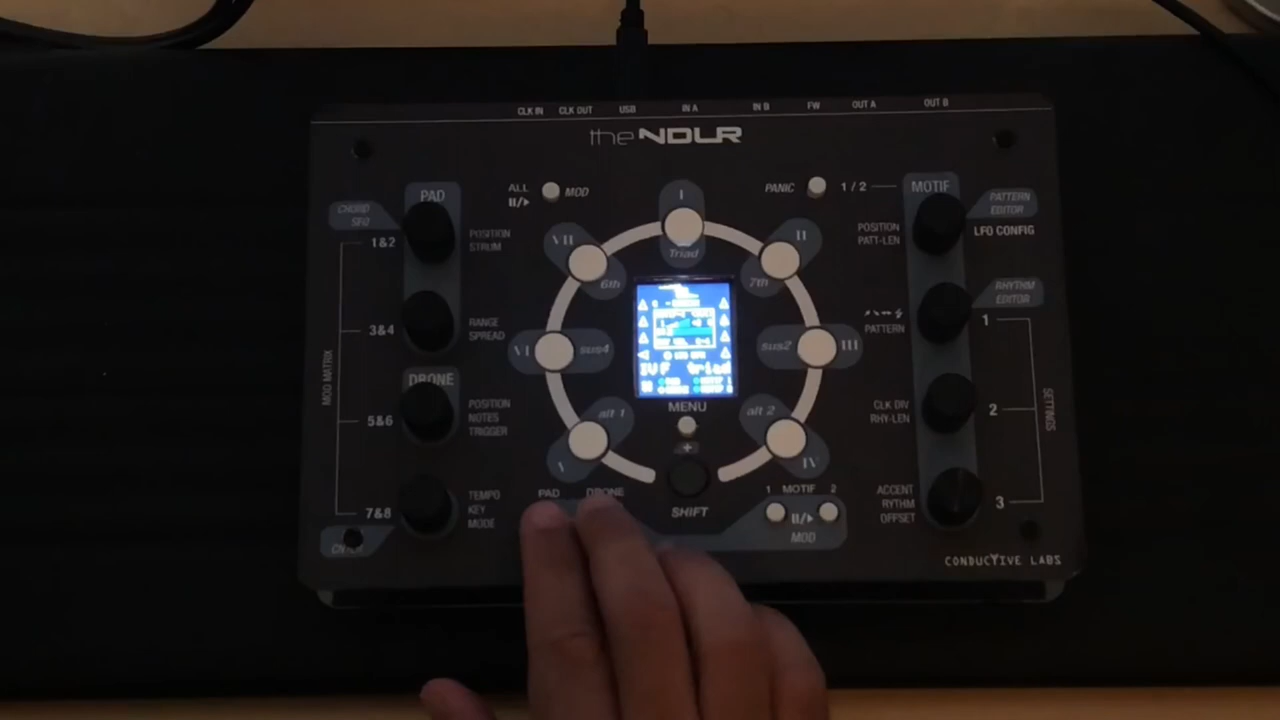 CLK IN CLK OUT USB IN A IN B FW OUT A OUT B
the NDLR
PAD
ALL
MOD
I
PANIC
1 / 2
MOTIF
PATTERN
EDITOR
CHORD
SEQ
1&2
POSITION
STRUM
VII
6th
Triad
II
7th
POSITION
PATT-LEN
LFO CONFIG
3&4
RANGE
SPREAD
VI
sus4
sus2
III
PATTERN
RHYTHM
EDITOR
1
MOD MATRIX
DRONE
5&6
POSITION
NOTES
TRIGGER
alt 1
V
IV F triad
MENU
+
alt 2
IV
CLK DIV
RHY-LEN
2
SETTINGS
7&8
TEMPO
KEY
MODE
PAD
DRONE
SHIFT
1 MOTIF 2
MOD
ACCENT
RYTHM
OFFSET
3
CONDUCTIVE LABS